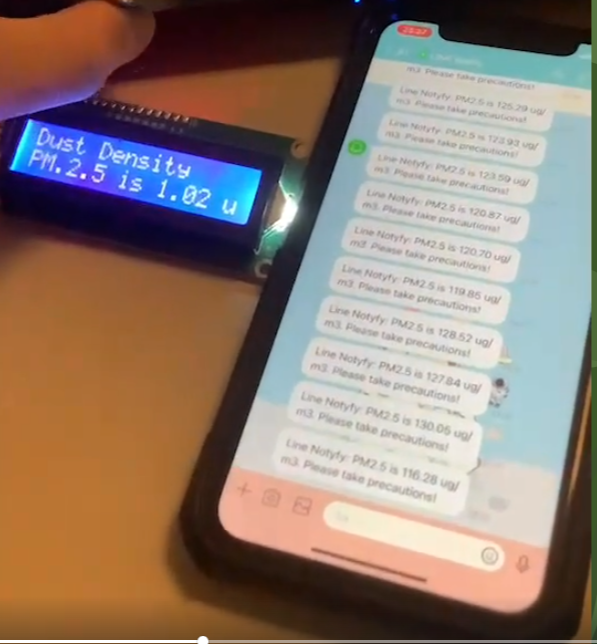 Dust Density
PM.2.5 is 1.02 u
23:37
m3. Please take precautions!
Line Notyfy: PM2.5 is 125.29 ug/
m3. Please take precautions!
Line Notyfy: PM2.5 is 123.93 ug/
m3. Please take precautions!
Line Notyfy: PM2.5 is 123.59 ug/
m3. Please take precautions!
Line Notyfy: PM2.5 is 120.87 ug/
m3. Please take precautions!
Line Notyfy: PM2.5 is 120.70 ug/
m3. Please take precautions!
Line Notyfy: PM2.5 is 119.85 ug/
m3. Please take precautions!
Line Notyfy: PM2.5 is 128.52 ug/
m3. Please take precautions!
Line Notyfy: PM2.5 is 127.84 ug/
m3. Please take precautions!
Line Notyfy: PM2.5 is 130.05 ug/
m3. Please take precautions!
Line Notyfy: PM2.5 is 116.28 ug/
m3. Please take precautions!